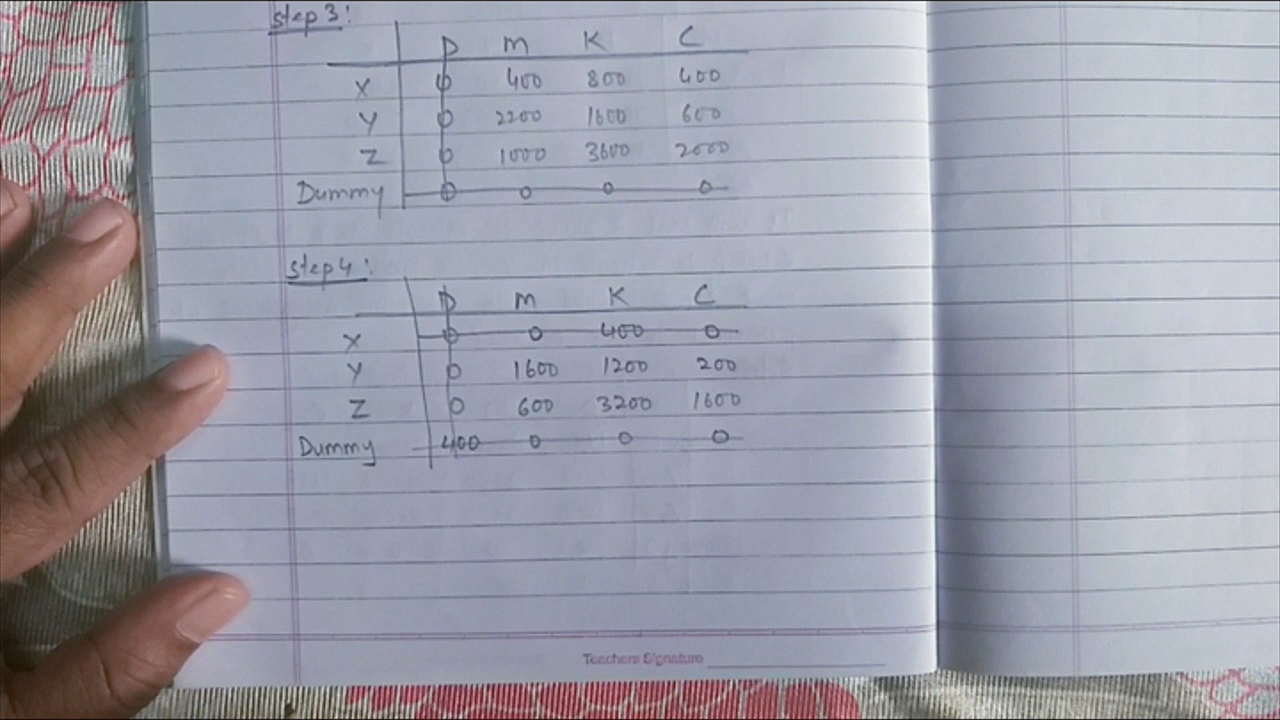 step 3:
D M K C
X 0 400 800 400
Y 0 2200 1600 600
Z 0 1000 3600 2000
Dummy 0 0 0 0
step 4:
D M K C
X 0 0 400 0
Y 0 1600 1200 200
Z 0 600 3200 1600
Dummy 400 0 0 0
Teachers Signature